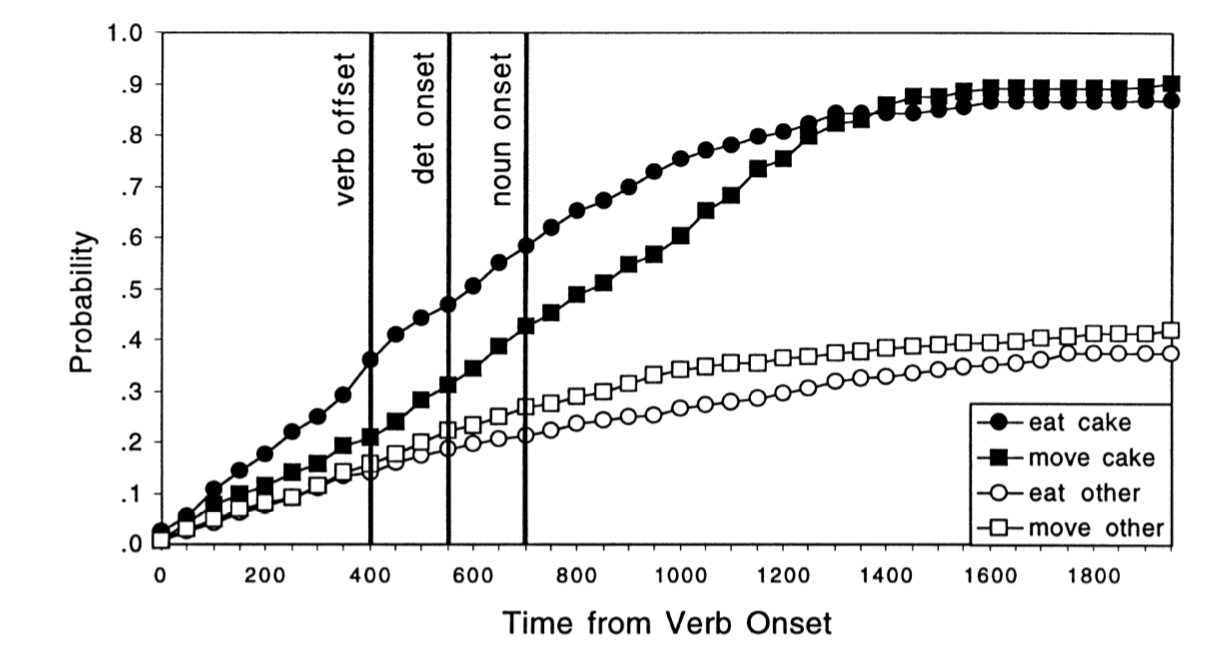 1.0
.9
.8
.7
.6
.5
.4
.3
.2
.1
.0
Probability
verb offset
det onset
noun onset
eat cake
move cake
eat other
move other
0 200 400 600 800 1000 1200 1400 1600 1800
Time from Verb Onset